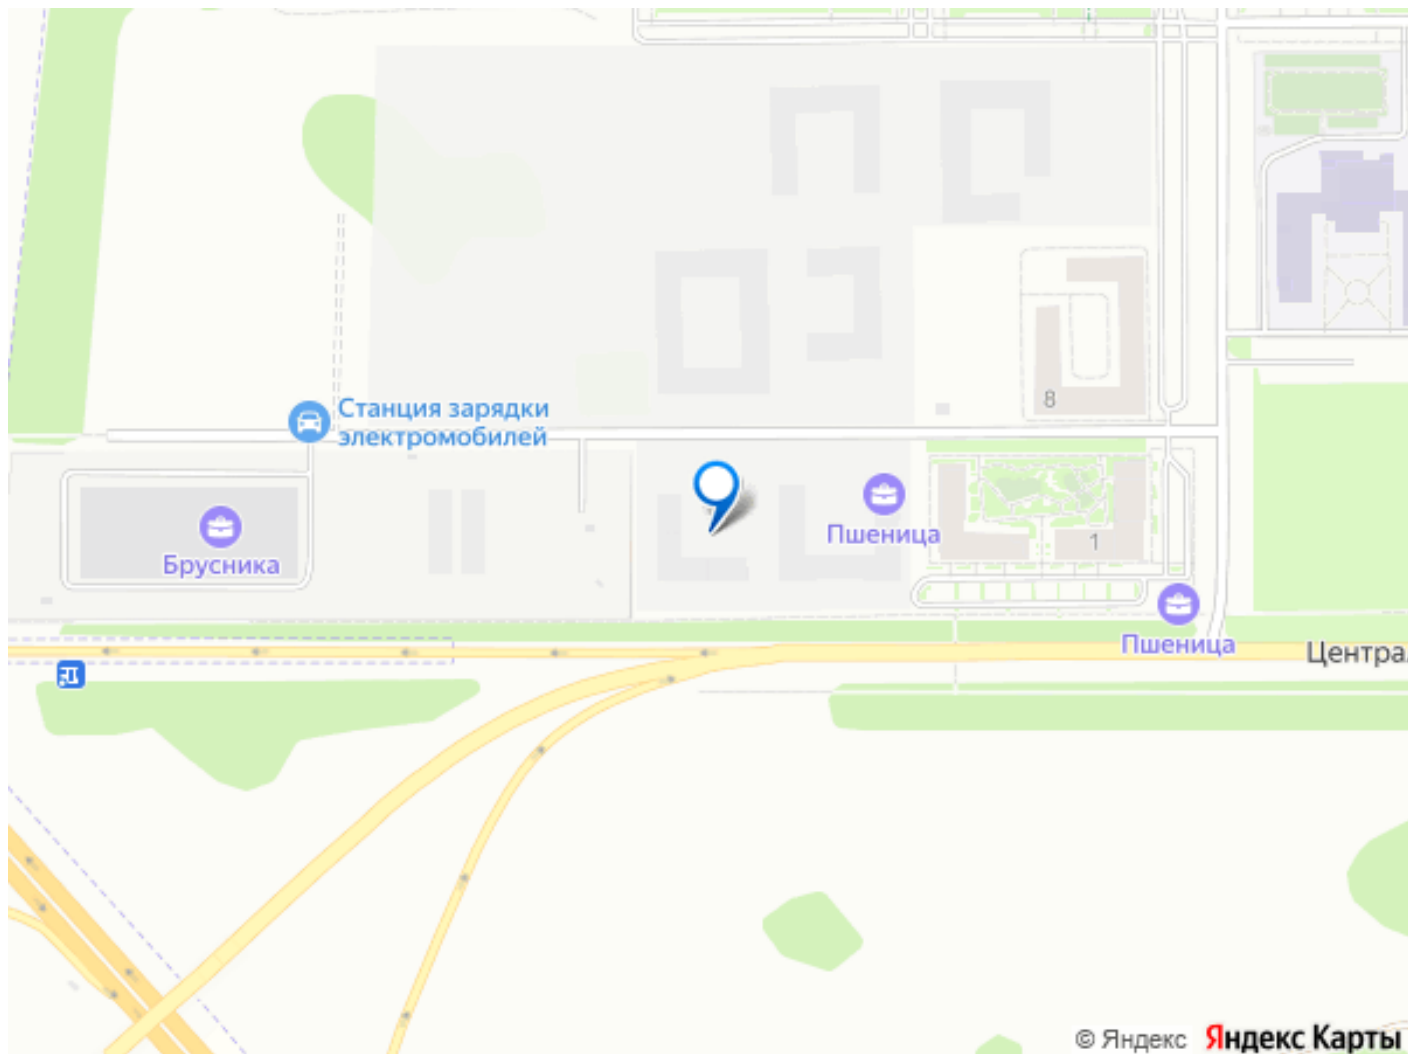 8
Станция зарядки
электромобилей
Пшеница
Брусника
1
Пшеница
Центра
© Яндекс Яндекс Карты